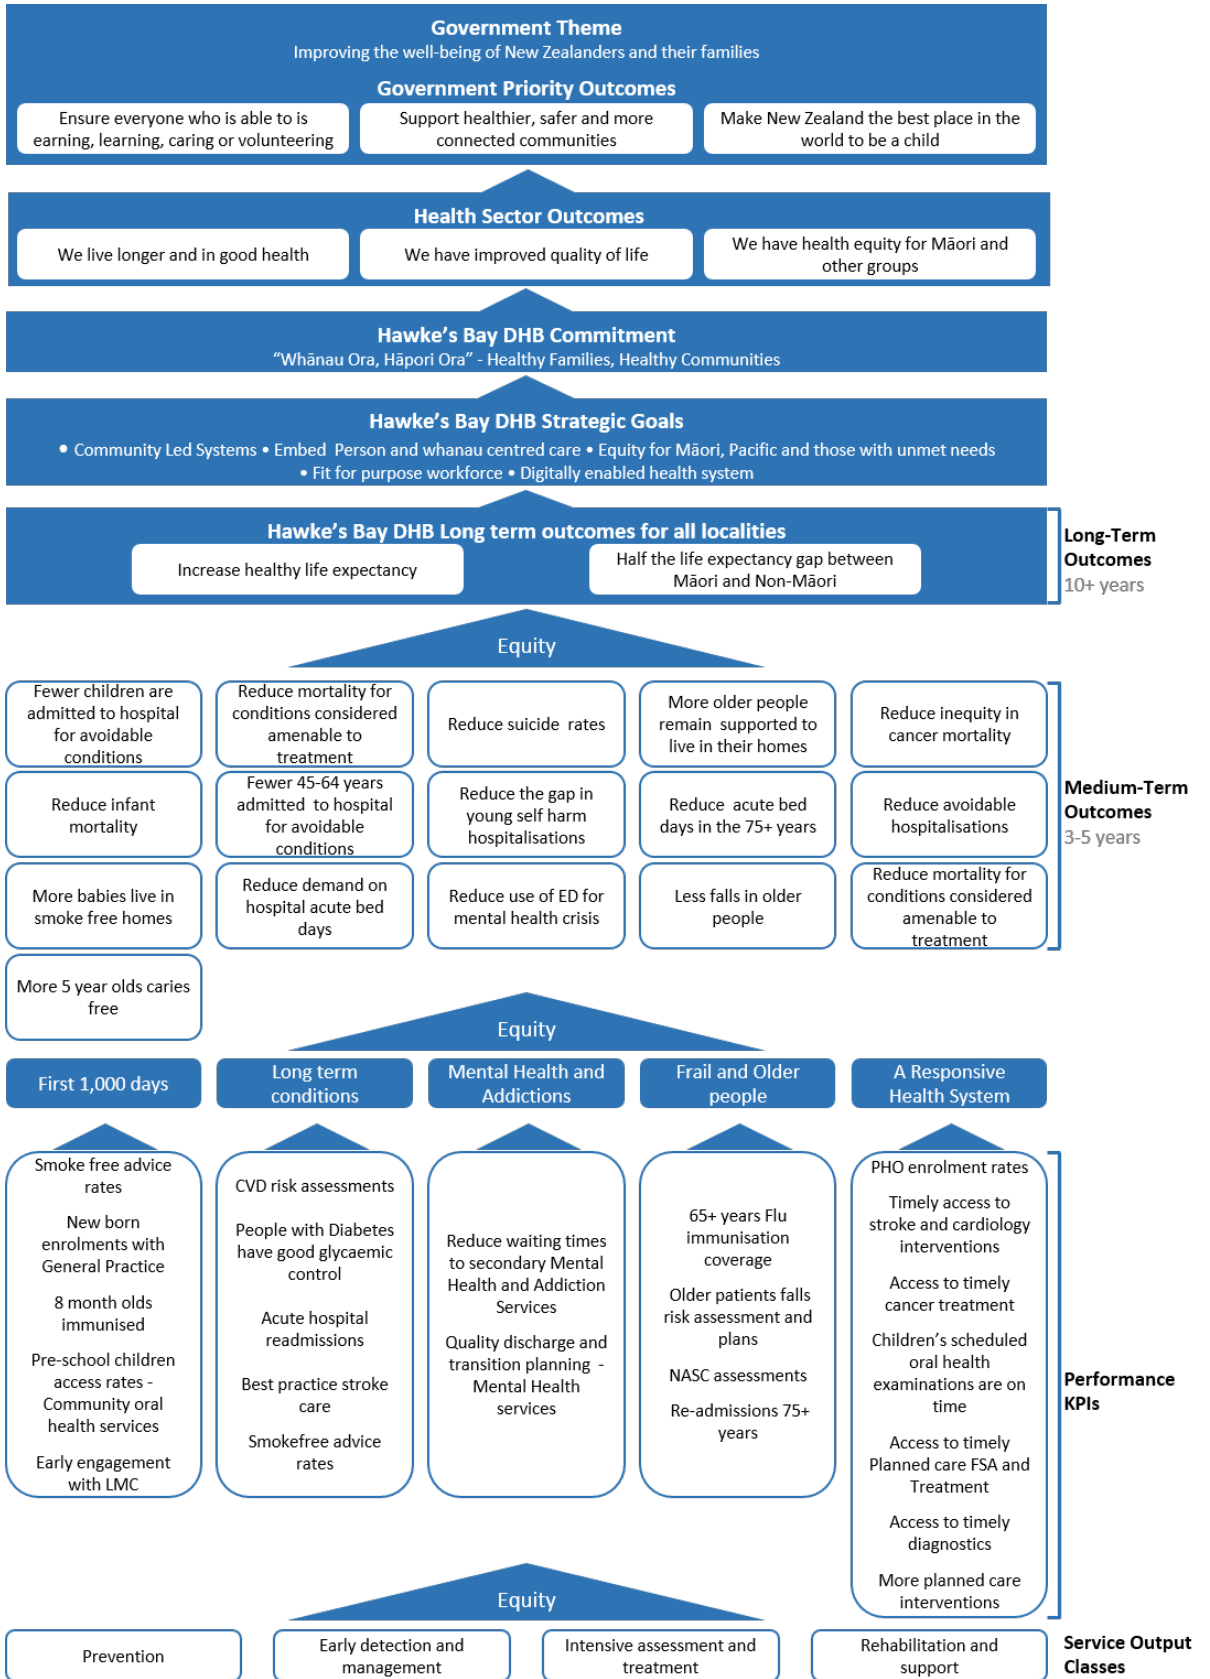 Government Theme
Improving the well-being of New Zealanders and their families
Government Priority Outcomes
Ensure everyone who is able to is
earning, learning, caring or volunteering
Support healthier, safer and more
connected communities
Make New Zealand the best place in the
world to be a child
Health Sector Outcomes
We live longer and in good health
We have improved quality of life
We have health equity for Māori and
other groups
Hawke's Bay DHB Commitment
"Whānau Ora, Hāpori Ora" - Healthy Families, Healthy Communities
Hawke's Bay DHB Strategic Goals
• Community Led Systems • Embed Person and whanau centred care • Equity for Māori, Pacific and those with unmet needs
• Fit for purpose workforce • Digitally enabled health system
Hawke's Bay DHB Long term outcomes for all localities
Increase healthy life expectancy
Half the life expectancy gap between
Māori and Non-Māori
Long-Term
Outcomes
10+ years
Equity
Fewer children are
admitted to hospital
for avoidable
conditions
Reduce mortality for
conditions considered
amenable to
treatment
Reduce suicide rates
More older people
remain supported to
live in their homes
Reduce inequity in
cancer mortality
Reduce infant
mortality
Fewer 45-64 years
admitted to hospital
for avoidable
conditions
Reduce the gap in
young self harm
hospitalisations
Reduce acute bed
days in the 75+ years
Reduce avoidable
hospitalisations
Medium-Term
Outcomes
3-5 years
More babies live in
smoke free homes
Reduce demand on
hospital acute bed
days
Reduce use of ED for
mental health crisis
Less falls in older
people
Reduce mortality for
conditions considered
amenable to
treatment
More 5 year olds caries
free
Equity
First 1,000 days
Long term
conditions
Mental Health and
Addictions
Frail and Older
people
A Responsive
Health System
Smoke free advice
rates
New born
enrolments with
General Practice
8 month olds
immunised
Pre-school children
access rates -
Community oral
health services
Early engagement
with LMC
CVD risk assessments
People with Diabetes
have good glycaemic
control
Acute hospital
readmissions
Best practice stroke
care
Smokefree advice
rates
Reduce waiting times
to secondary Mental
Health and Addiction
Services
Quality discharge and
transition planning -
Mental Health
services
65+ years Flu
immunisation
coverage
Older patients falls
risk assessment and
plans
NASC assessments
Re-admissions 75+
years
PHO enrolment rates
Timely access to
stroke and cardiology
interventions
Access to timely
cancer treatment
Children's scheduled
oral health
examinations are on
time
Access to timely
Planned care FSA and
Treatment
Access to timely
diagnostics
More planned care
interventions
Performance
KPIs
Equity
Prevention
Early detection and
management
Intensive assessment and
treatment
Rehabilitation and
support
Service Output
Classes